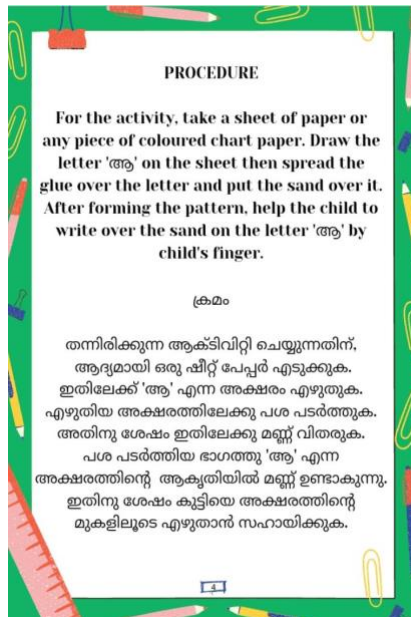 PROCEDURE
For the activity, take a sheet of paper or
any piece of coloured chart paper. Draw the
letter 'ആ' on the sheet then spread the
glue over the letter and put the sand over it.
After forming the pattern, help the child to
write over the sand on the letter 'ആ' by
child's finger.
ക്രമം
തന്നിരിക്കുന്ന ആക്ടിവിറ്റി ചെയ്യുന്നതിന്,
ആദ്യമായി ഒരു ഷീറ്റ് പേപ്പർ എടുക്കുക.
ഇതിലേക്ക് 'ആ' എന്ന അക്ഷരം എഴുതുക.
എഴുതിയ അക്ഷരത്തിലേക്കു പശ പടർത്തുക.
അതിനു ശേഷം ഇതിലേക്കു മണ്ണ് വിതരുക.
പശ പടർത്തിയ ഭാഗത്തു 'ആ' എന്ന
അക്ഷരത്തിന്റെ ആകൃതിയിൽ മണ്ണ് ഉണ്ടാകുന്നു.
ഇതിനു ശേഷം കുട്ടിയെ അക്ഷരത്തിന്റെ
മുകളിലൂടെ എഴുതാൻ സഹായിക്കുക.
4